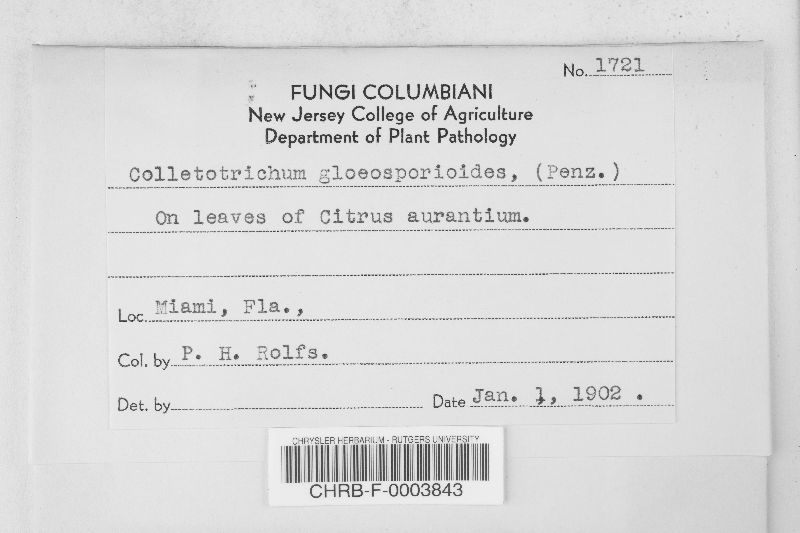 No. 1721
FUNGI COLUMBIANI
New Jersey College of Agriculture
Department of Plant Pathology
Colletotrichum gloeosporioides, (Penz.)
On leaves of Citrus aurantium.
Loc. Miami, Fla.,
Col. by P. H. Rolfs.
Det. by
Date Jan. 1, 1902 .
CHRYSLER HERBARIUM - RUTGERS UNIVERSITY
CHRB-F-0003843